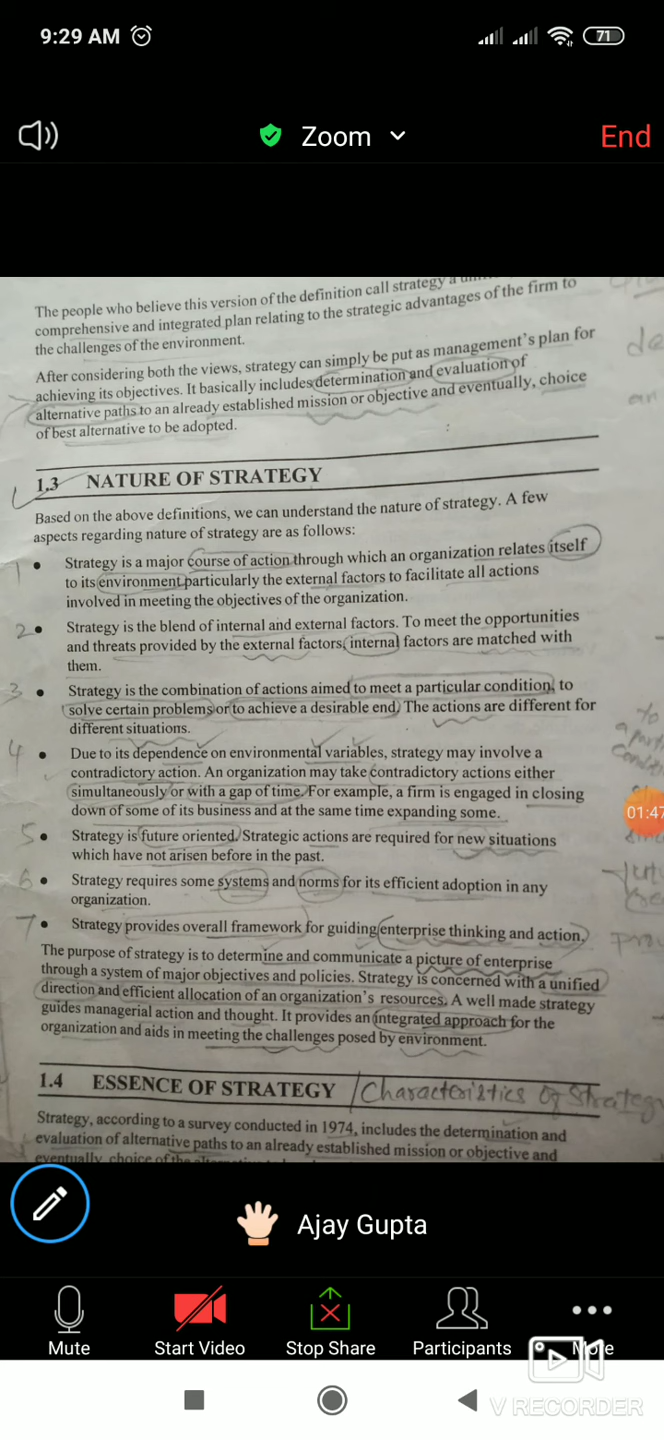 9:29 AM
71
Zoom
End
The people who believe this version of the definition call strategy a
comprehensive and integrated plan relating to the strategic advantages of the firm to
the challenges of the environment.
After considering both the views, strategy can simply be put as management's plan for
achieving its objectives. It basically includes determination and evaluation of
alternative paths to an already established mission or objective and eventually, choice
of best alternative to be adopted.
1.3 NATURE OF STRATEGY
Based on the above definitions, we can understand the nature of strategy. A few
aspects regarding nature of strategy are as follows:
1 • Strategy is a major course of action through which an organization relates itself
to its environment particularly the external factors to facilitate all actions
involved in meeting the objectives of the organization.
2 • Strategy is the blend of internal and external factors. To meet the opportunities
and threats provided by the external factors, internal factors are matched with
them.
3 • Strategy is the combination of actions aimed to meet a particular condition, to
solve certain problems or to achieve a desirable end. The actions are different for
different situations.
4 • Due to its dependence on environmental variables, strategy may involve a
contradictory action. An organization may take contradictory actions either
simultaneously or with a gap of time. For example, a firm is engaged in closing
down of some of its business and at the same time expanding some.
01:47
5 • Strategy is future oriented. Strategic actions are required for new situations
which have not arisen before in the past.
6 • Strategy requires some systems and norms for its efficient adoption in any
organization.
7 • Strategy provides overall framework for guiding enterprise thinking and action.
The purpose of strategy is to determine and communicate a picture of enterprise
through a system of major objectives and policies. Strategy is concerned with a unified
direction and efficient allocation of an organization's resources. A well made strategy
guides managerial action and thought. It provides an integrated approach for the
organization and aids in meeting the challenges posed by environment.
1.4 ESSENCE OF STRATEGY / Characteristics of Strategy
Strategy, according to a survey conducted in 1974, includes the determination and
evaluation of alternative paths to an already established mission or objective and
eventually, choice of the
Ajay Gupta
Mute
Start Video
Stop Share
Participants
More
V RECORDER